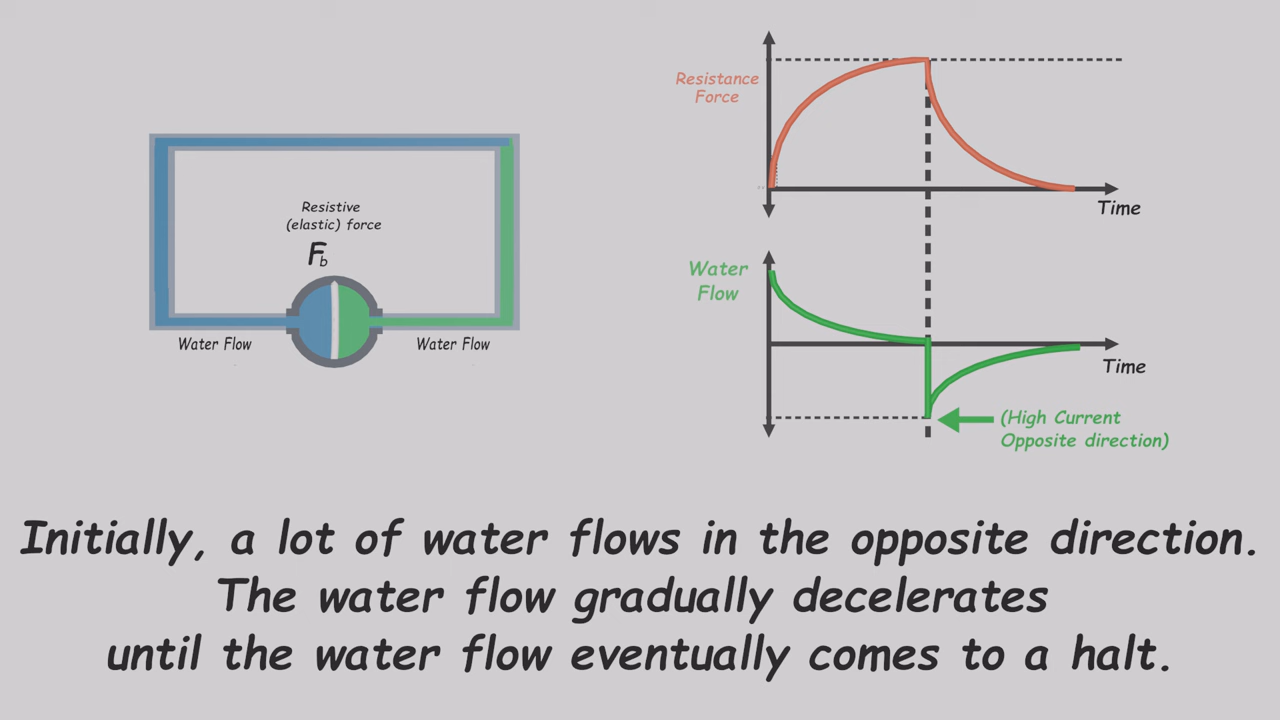 Resistive
(elastic) force
Fb
Water Flow
Water Flow
Resistance
Force
Time
Water
Flow
Time
(High Current
Opposite direction)
Initially, a lot of water flows in the opposite direction.
The water flow gradually decelerates
until the water flow eventually comes to a halt.